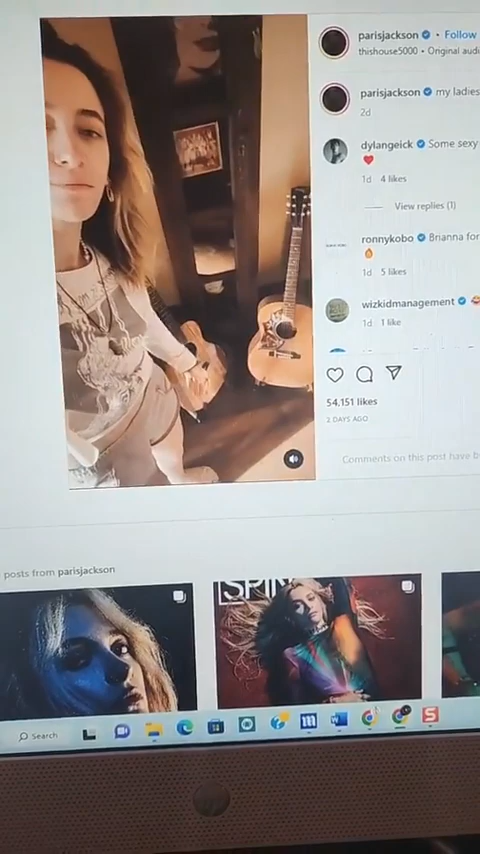 parisjackson • Follow
thishouse5000 • Original audi
parisjackson my ladies
2d
dylangeick Some sexy
1d 4 likes
View replies (1)
ronnykobo Brianna for
1d 5 likes
wizkidmanagement
1d 1 like
54,151 likes
2 DAYS AGO
Comments on this post have b
posts from parisjackson
SPIN
Search